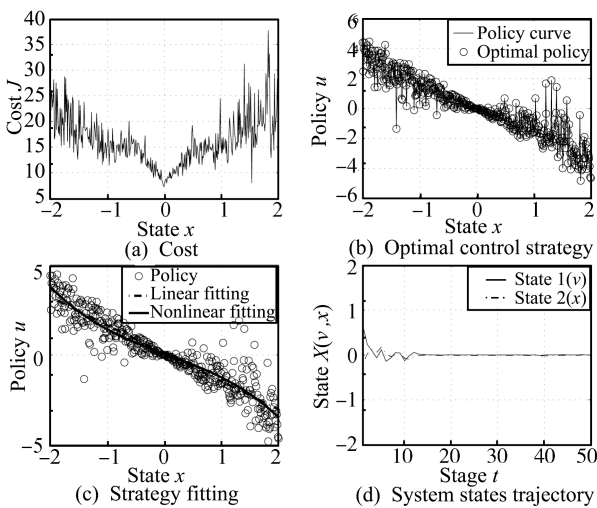 40
35
30
25
20
15
10
5
Cost J
−2
−1
0
1
2
State x
(a) Cost
6
4
2
0
−2
−4
−6
Policy u
Policy curve
Optimal policy
−2
−1
0
1
2
State x
(b) Optimal control strategy
5
0
−5
Policy u
Policy
Linear fitting
Nonlinear fitting
−2
−1
0
1
2
State x
(c) Strategy fitting
2
1
0
−1
−2
State X(v ,x)
State 1(v)
State 2(x)
10
20
30
40
50
Stage t
(d) System states trajectory